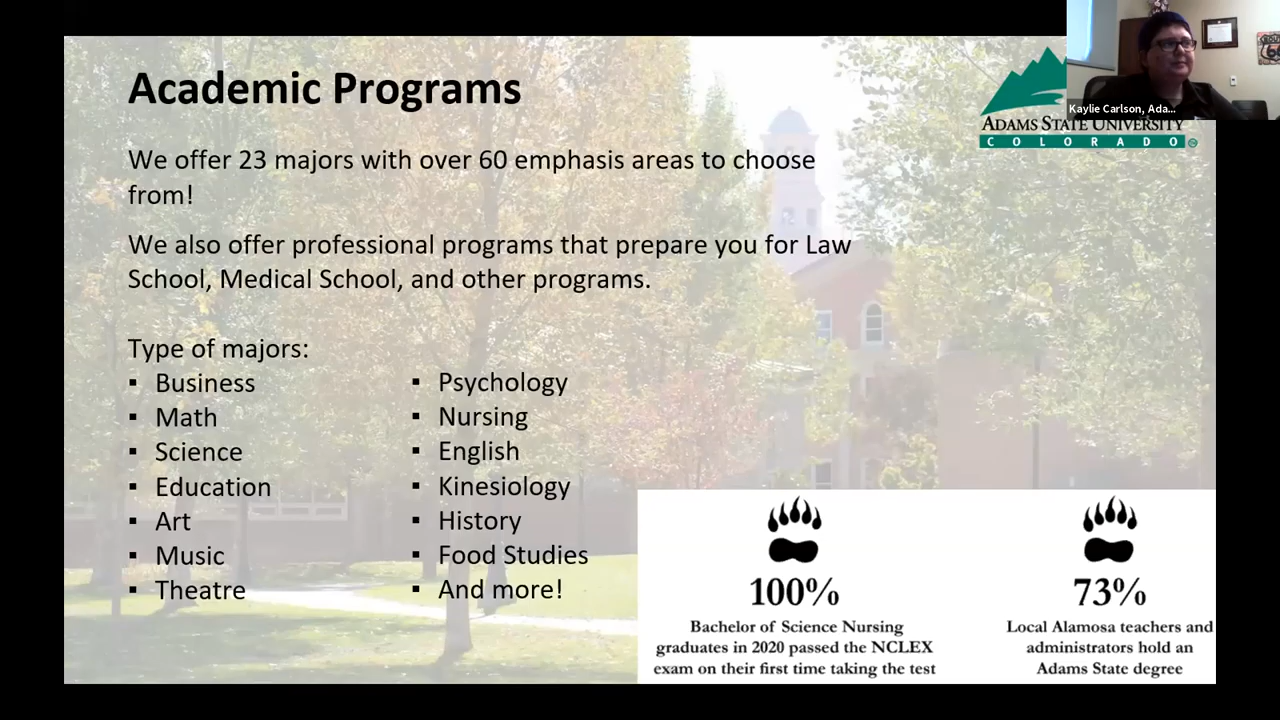 Academic Programs
We offer 23 majors with over 60 emphasis areas to choose
from!
We also offer professional programs that prepare you for Law
School, Medical School, and other programs.
Type of majors:
▪ Business
▪ Math
▪ Science
▪ Education
▪ Art
▪ Music
▪ Theatre
▪ Psychology
▪ Nursing
▪ English
▪ Kinesiology
▪ History
▪ Food Studies
▪ And more!
Kaylie Carlson, Ada...
ADAMS STATE UNIVERSITY
COLORADO
100%
Bachelor of Science Nursing
graduates in 2020 passed the NCLEX
exam on their first time taking the test
73%
Local Alamosa teachers and
administrators hold an
Adams State degree